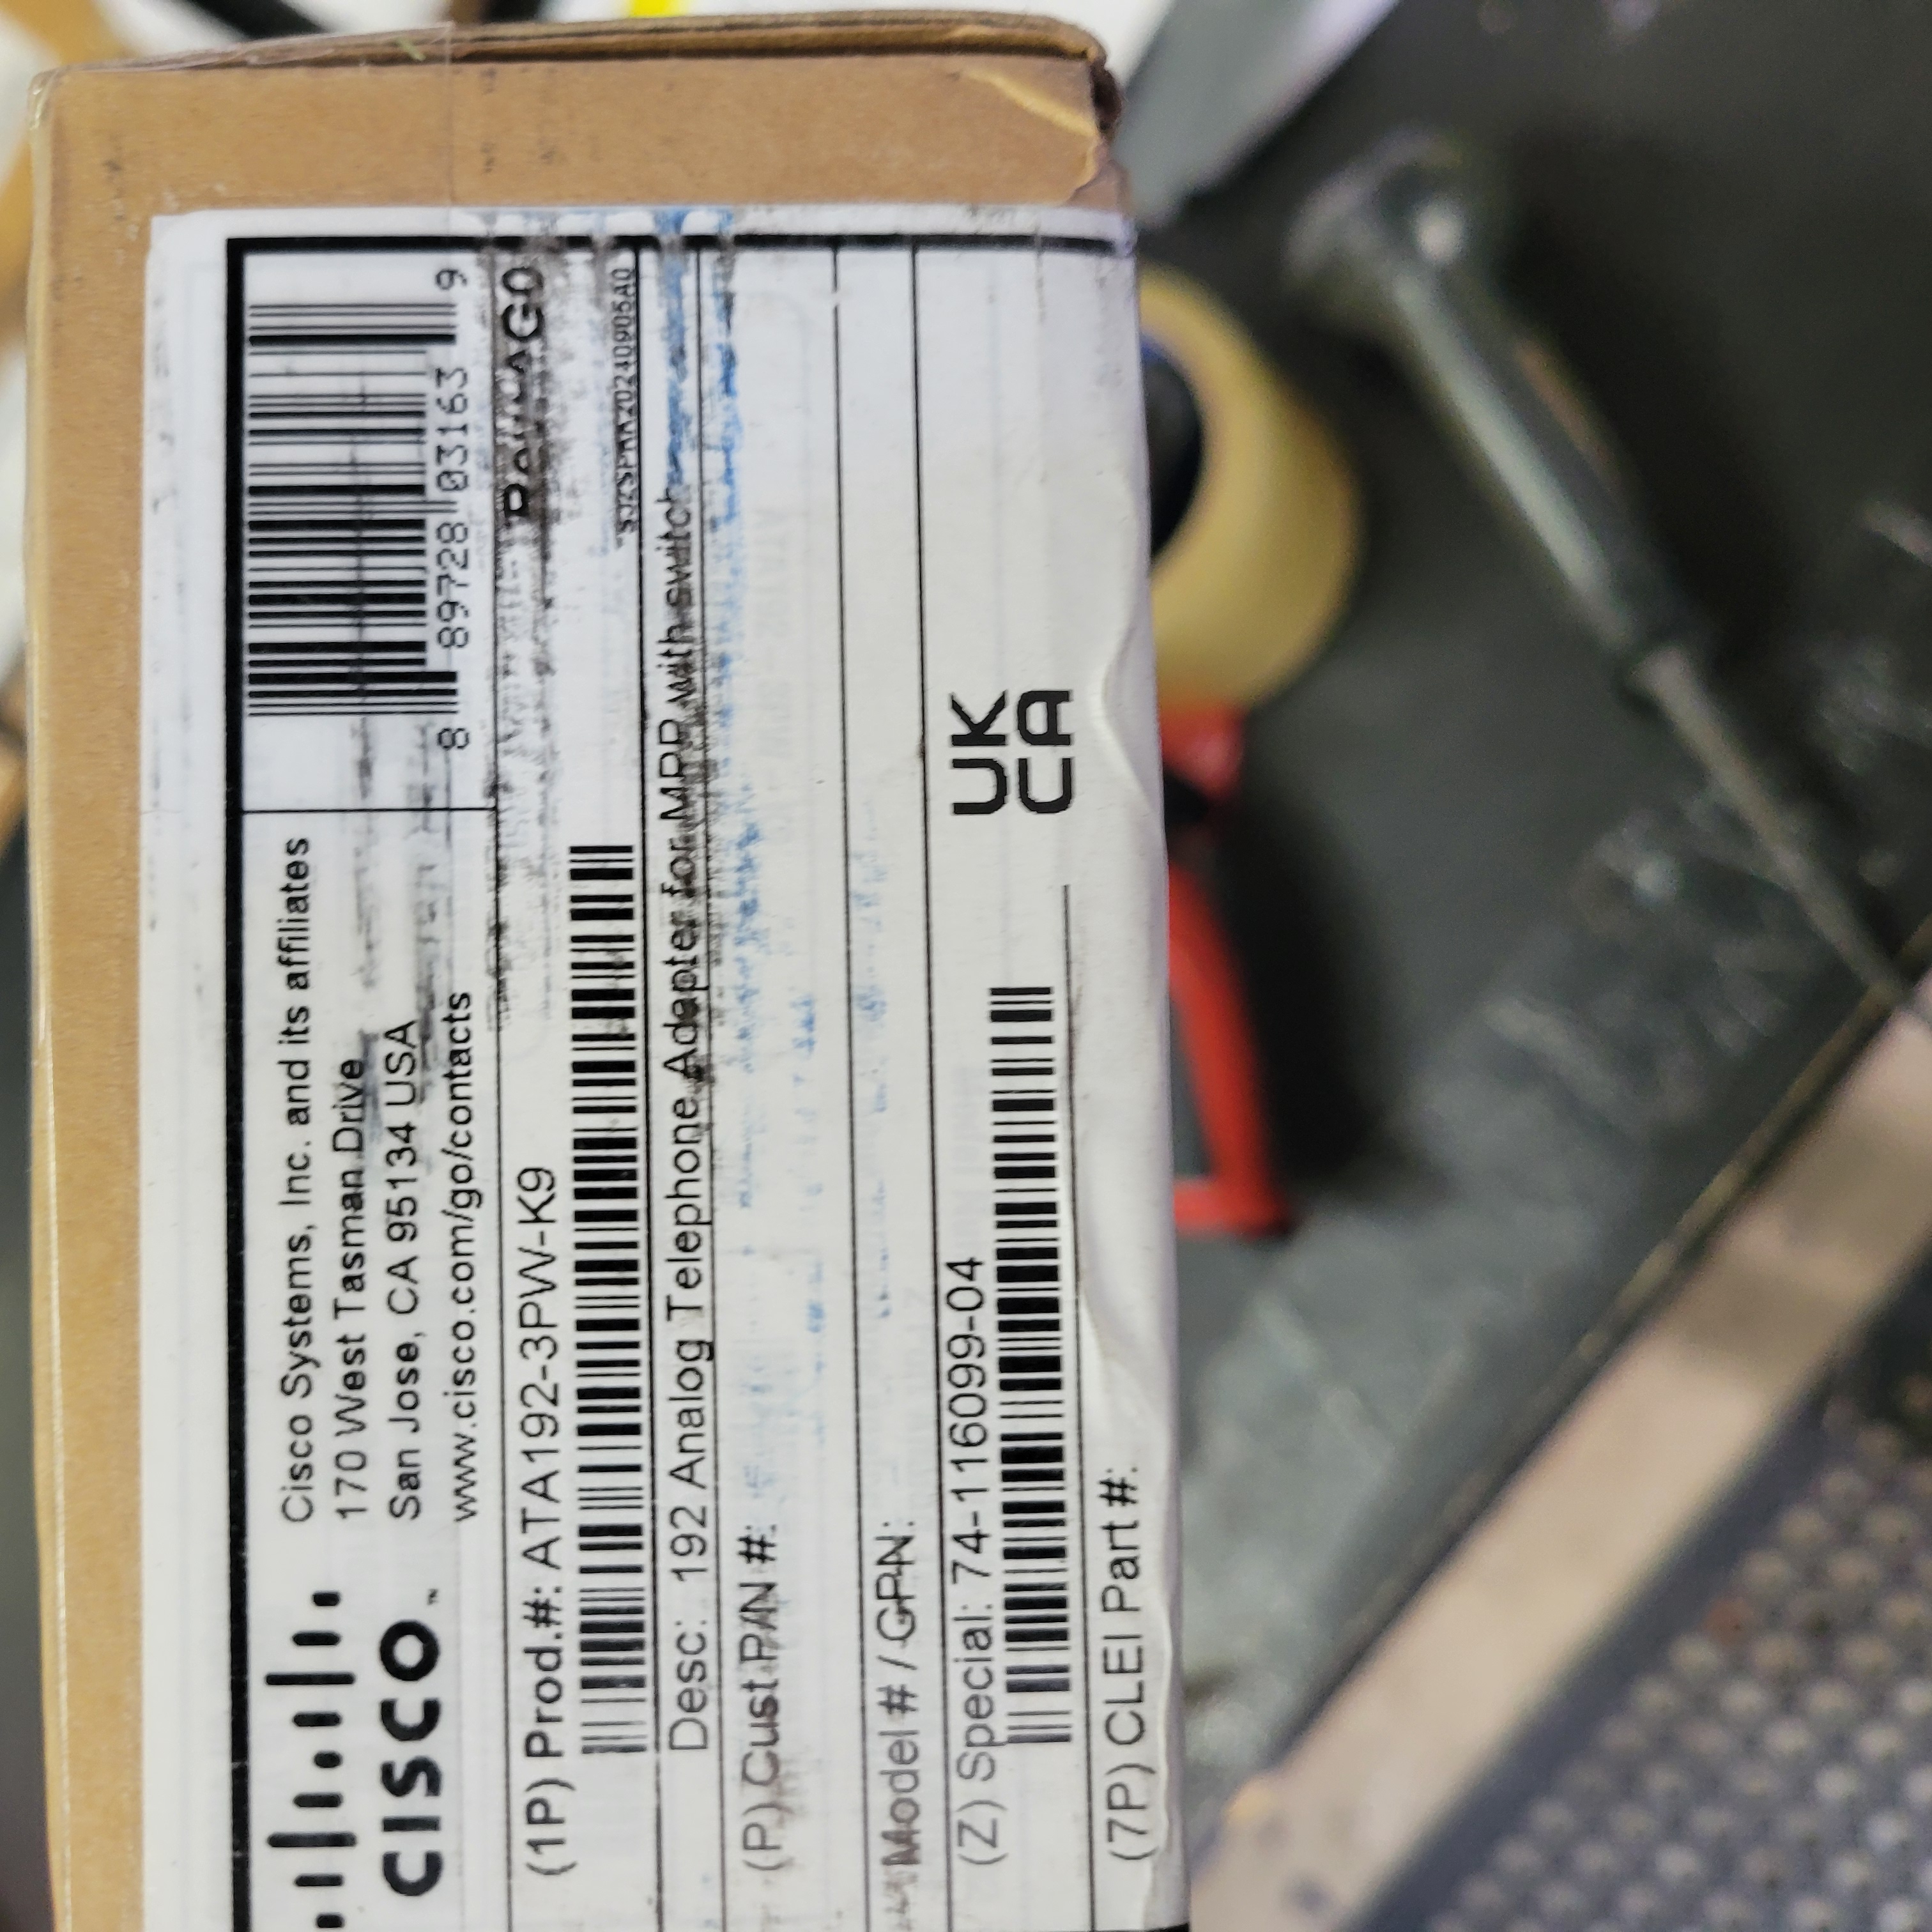 CISCO™
Cisco Systems, Inc. and its affiliates
170 West Tasman Drive
San Jose, CA 95134 USA
www.cisco.com/go/contacts
8 89728 03163 9
(1P) Prod.#: ATA192-3PW-K9
AG0
Desc: 192 Analog Telephone Adapter for MPP with switch
(P) Cust P/N #:
Model # / GPN:
(Z) Special: 74-116099-04
UK
CA
(7P) CLEI Part #: